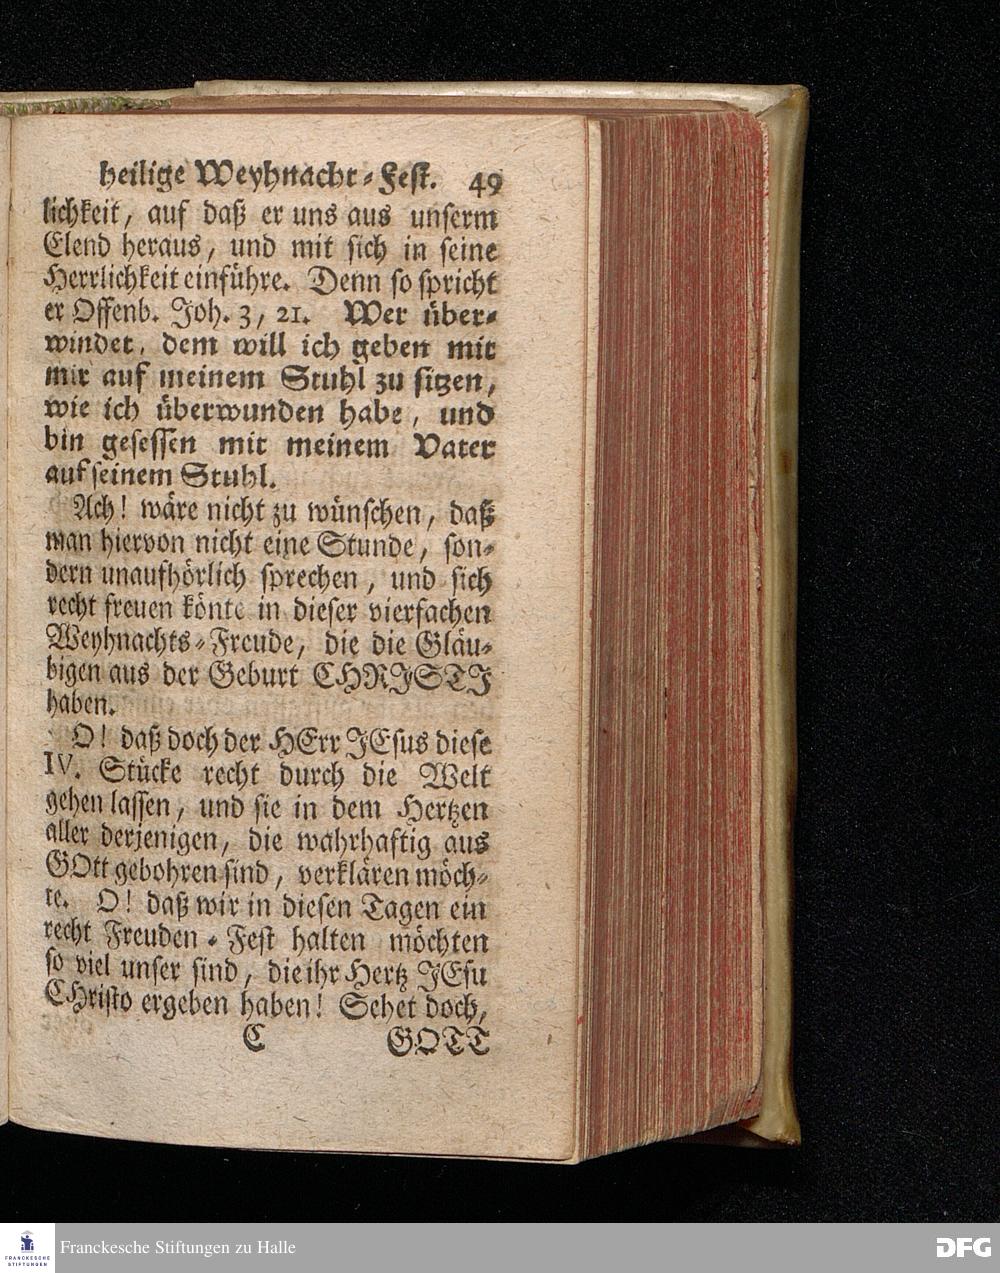 heilige Weyhnacht-Fest. 49
lichkeit, auf daß er uns aus unserm
Elend heraus, und mit sich in seine
Herrlichkeit einführe. Denn so spricht
er Offenb. Joh. 3, 21. Wer über-
windet, dem will ich geben mit
mir auf meinem Stuhl zu sitzen,
wie ich überwunden habe, und
bin gesessen mit meinem Vater
auf seinem Stuhl.
Ach! wäre nicht zu wünschen, daß
man hiervon nicht eine Stunde, son-
dern unaufhörlich sprechen, und sich
recht freuen könte in dieser vierfachen
Weyhnachts-Freude, die die Gläu-
bigen aus der Geburt CHRISTI
haben.
O! daß doch der HErr JEsus diese
IV. Stücke recht durch die Welt
gehen lassen, und sie in dem Hertzen
aller derjenigen, die wahrhaftig aus
GOtt gebohren sind, verklären möch-
te. O! daß wir in diesen Tagen ein
recht Freuden-Fest halten möchten
so viel unser sind, die ihr Hertz JEsu
CHristo ergeben haben! Sehet doch,
C GOTT
FRANCKESCHE
STIFTUNGEN
Franckesche Stiftungen zu Halle
DFG